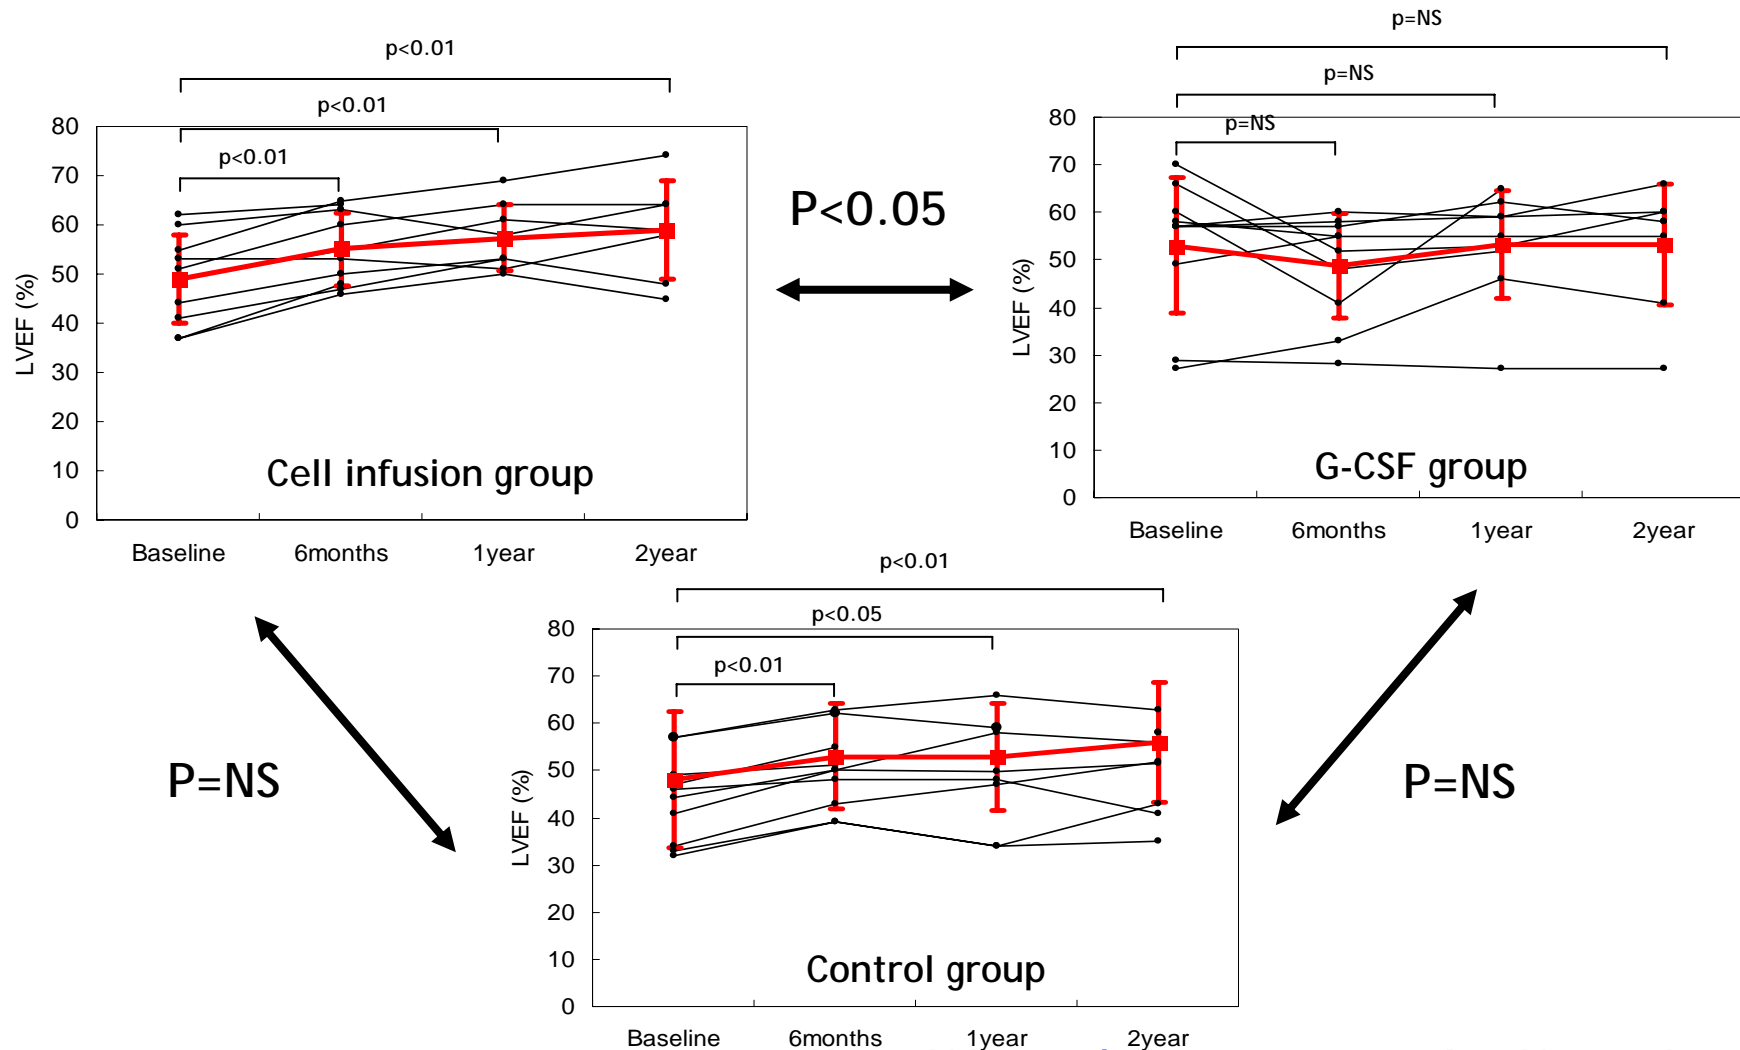 p<0.01
p<0.01
p<0.01
80
70
60
50
40
30
20
10
0
LVEF (%)
Cell infusion group
Baseline 6months 1year 2year
P<0.05
p=NS
p=NS
p=NS
80
70
60
50
40
30
20
10
0
LVEF (%)
G-CSF group
Baseline 6months 1year 2year
P=NS
P=NS
p<0.01
p<0.05
p<0.01
80
70
60
50
40
30
20
10
0
LVEF (%)
Control group
Baseline 6months 1year 2year